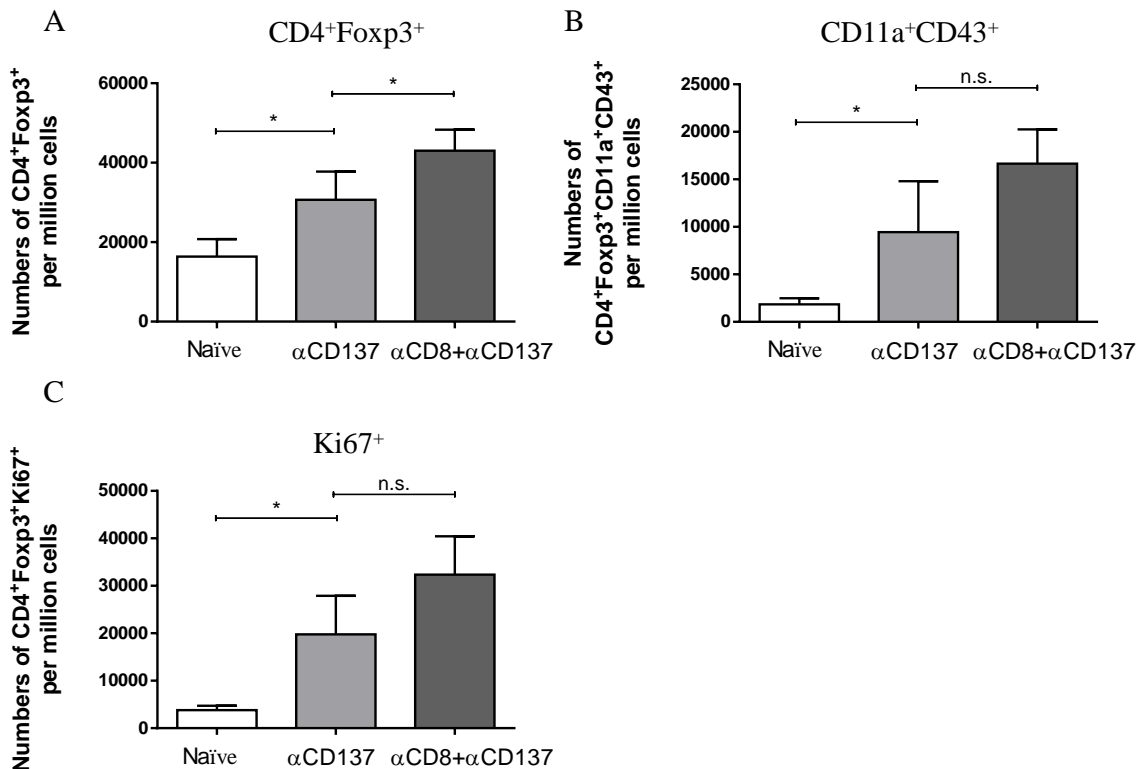 A
CD4⁺Foxp3⁺
Numbers of CD4⁺Foxp3⁺
per million cells
60000
40000
20000
0
*
*
Naïve
αCD137
αCD8+αCD137
B
CD11a⁺CD43⁺
Numbers of
CD4⁺Foxp3⁺CD11a⁺CD43⁺
per million cells
25000
20000
15000
10000
5000
0
*
n.s.
Naïve
αCD137
αCD8+αCD137
C
Ki67⁺
Numbers of CD4⁺Foxp3⁺Ki67⁺
per million cells
50000
40000
30000
20000
10000
0
*
n.s.
Naïve
αCD137
αCD8+αCD137